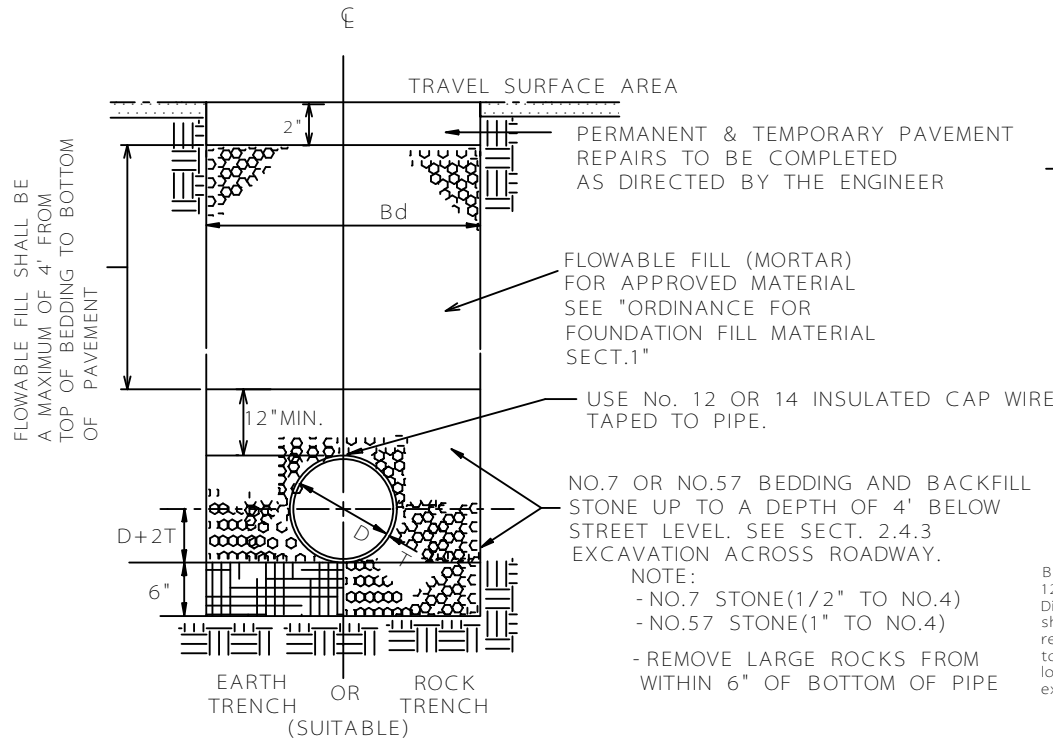 ℄
TRAVEL SURFACE AREA
2"
PERMANENT & TEMPORARY PAVEMENT
REPAIRS TO BE COMPLETED
AS DIRECTED BY THE ENGINEER
FLOWABLE FILL SHALL BE
A MAXIMUM OF 4' FROM
TOP OF BEDDING TO BOTTOM
OF PAVEMENT
Bd
FLOWABLE FILL (MORTAR)
FOR APPROVED MATERIAL
SEE "ORDINANCE FOR
FOUNDATION FILL MATERIAL
SECT.1"
12"MIN.
USE No. 12 OR 14 INSULATED CAP WIRE
TAPED TO PIPE.
NO.7 OR NO.57 BEDDING AND BACKFILL
STONE UP TO A DEPTH OF 4' BELOW
STREET LEVEL. SEE SECT. 2.4.3
EXCAVATION ACROSS ROADWAY.
D+2T
D
T
6"
NOTE:
- NO.7 STONE(1/2" TO NO.4)
- NO.57 STONE(1" TO NO.4)
- REMOVE LARGE ROCKS FROM
WITHIN 6" OF BOTTOM OF PIPE
EARTH
TRENCH
OR
ROCK
TRENCH
(SUITABLE)